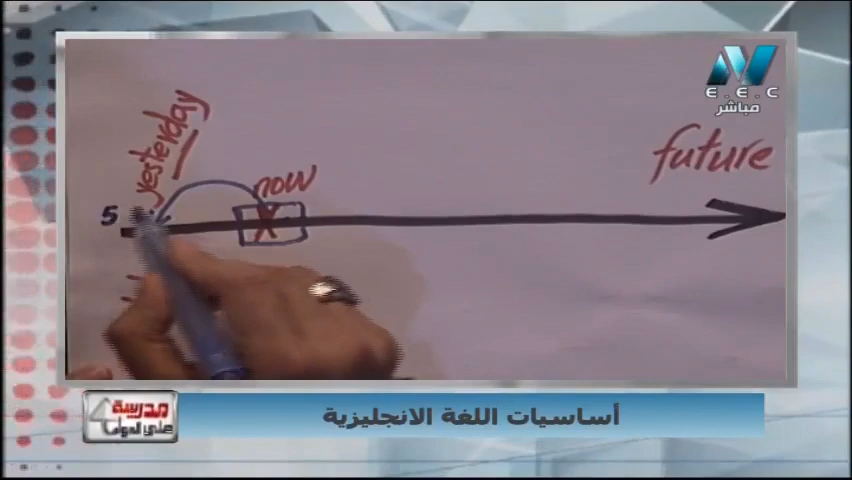 E.E.C
مباشر
yesterday
now
future
5
مدرسة
على الهواء
أساسيات اللغة الانجليزية